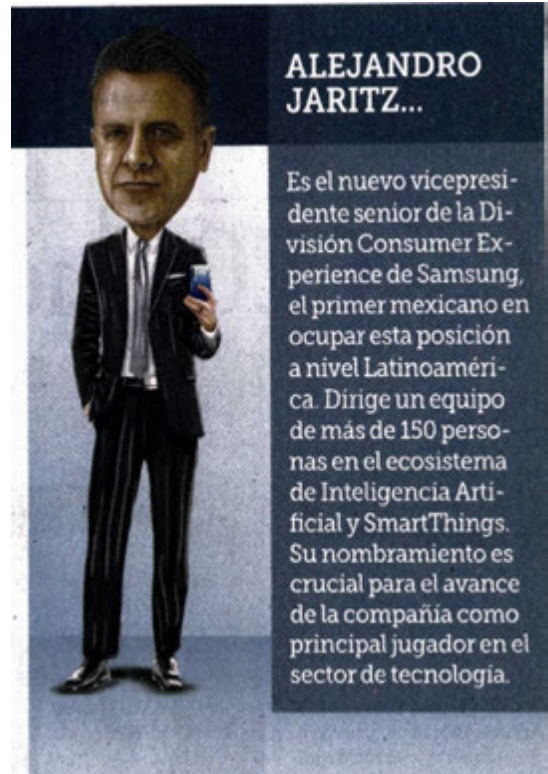 ALEJANDRO
JARITZ...
Es el nuevo vicepresi-
dente senior de la Di-
visión Consumer Ex-
perience de Samsung,
el primer mexicano en
ocupar esta posición
a nivel Latinoaméri-
ca. Dirige un equipo
de más de 150 perso-
nas en el ecosistema
de Inteligencia Arti-
ficial y SmartThings.
Su nombramiento es
crucial para el avance
de la compañía como
principal jugador en el
sector de tecnología.